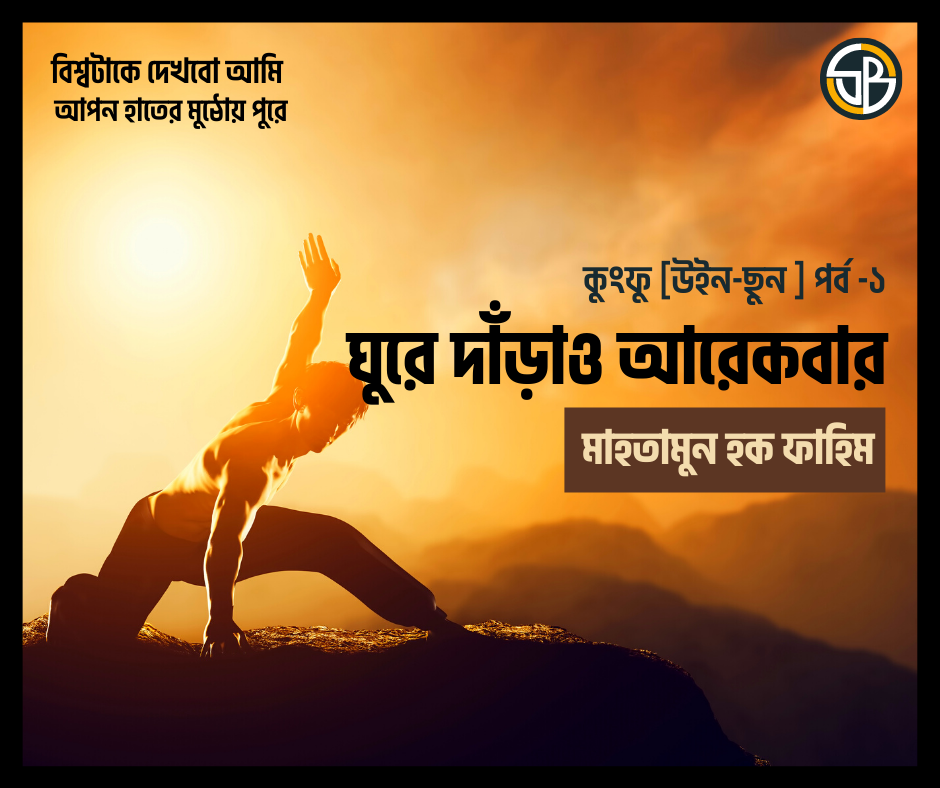 বিশ্বটাকে দেখবো আমি
আপন হাতের মুঠোয় পুরে
কুংফু [উইন-ছুন ] পর্ব -১
ঘুরে দাঁড়াও আরেকবার
মাহতামুন হক ফাহিম